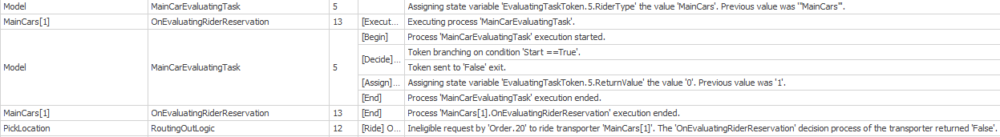 Model MainCarEvaluatingTask 5 Assigning state variable 'EvaluatingTaskToken.5.RiderType' the value 'MainCars'. Previous value was '"MainCars"'.
MainCars[1] OnEvaluatingRiderReservation 13 [Execut... Executing process 'MainCarEvaluatingTask'.
[Begin] Process 'MainCarEvaluatingTask' execution started.
Token branching on condition 'Start ==True'.
Model MainCarEvaluatingTask 5 [Decide]... Token sent to 'False' exit.
[Assign]... Assigning state variable 'EvaluatingTaskToken.5.ReturnValue' the value '0'. Previous value was '1'.
[End] Process 'MainCarEvaluatingTask' execution ended.
MainCars[1] OnEvaluatingRiderReservation 13 [End] Process 'MainCars[1].OnEvaluatingRiderReservation' execution ended.
PickLocation RoutingOutLogic 12 [Ride] O... Ineligible request by 'Order.20' to ride transporter 'MainCars[1]'. The 'OnEvaluatingRiderReservation' decision process of the transporter returned 'False'.